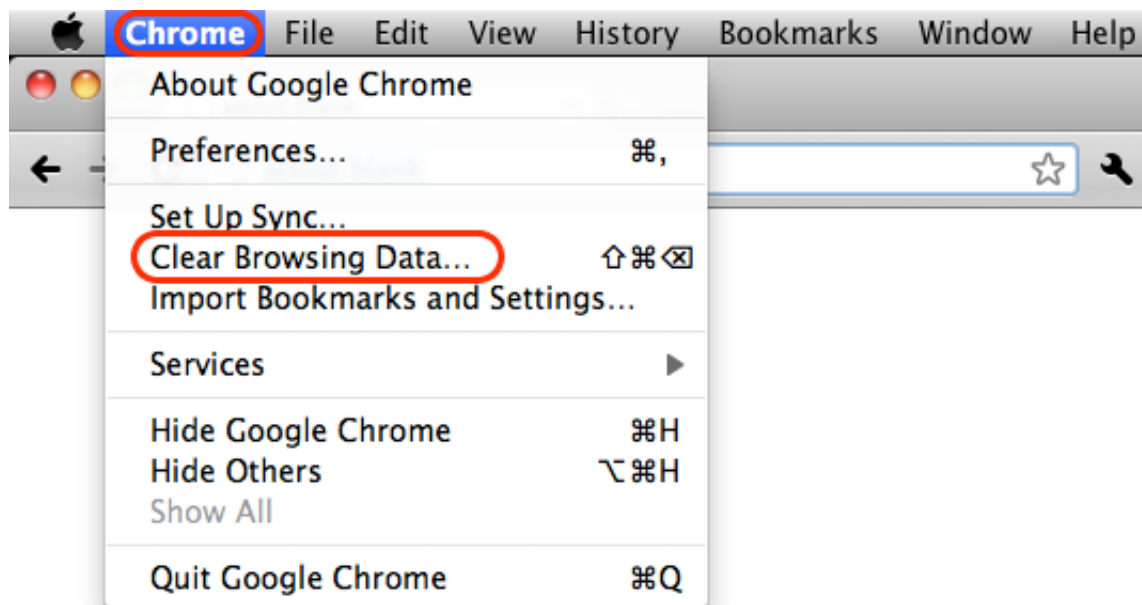 Chrome File Edit View History Bookmarks Window Help
About Google Chrome
Preferences... ⌘,
Set Up Sync...
Clear Browsing Data... ⇧⌘⌫
Import Bookmarks and Settings...
Services ▶
Hide Google Chrome ⌘H
Hide Others ⌥⌘H
Show All
Quit Google Chrome ⌘Q